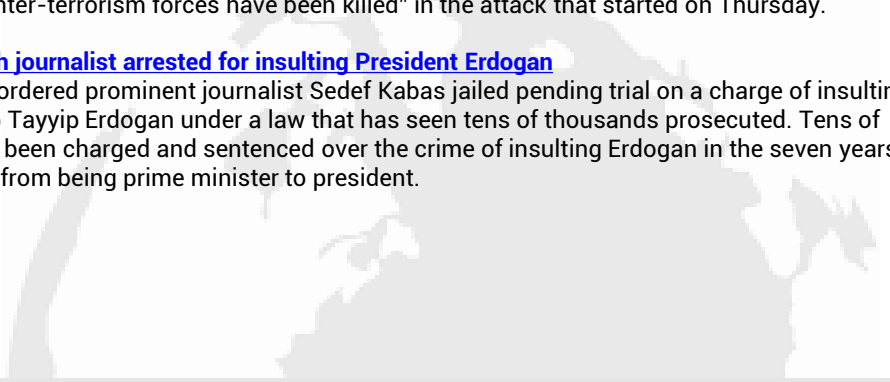 nter-terrorism forces have been killed" in the attack that started on Thursday.
h journalist arrested for insulting President Erdogan
ordered prominent journalist Sedef Kabas jailed pending trial on a charge of insultin
Tayyip Erdogan under a law that has seen tens of thousands prosecuted. Tens of
been charged and sentenced over the crime of insulting Erdogan in the seven years
from being prime minister to president.